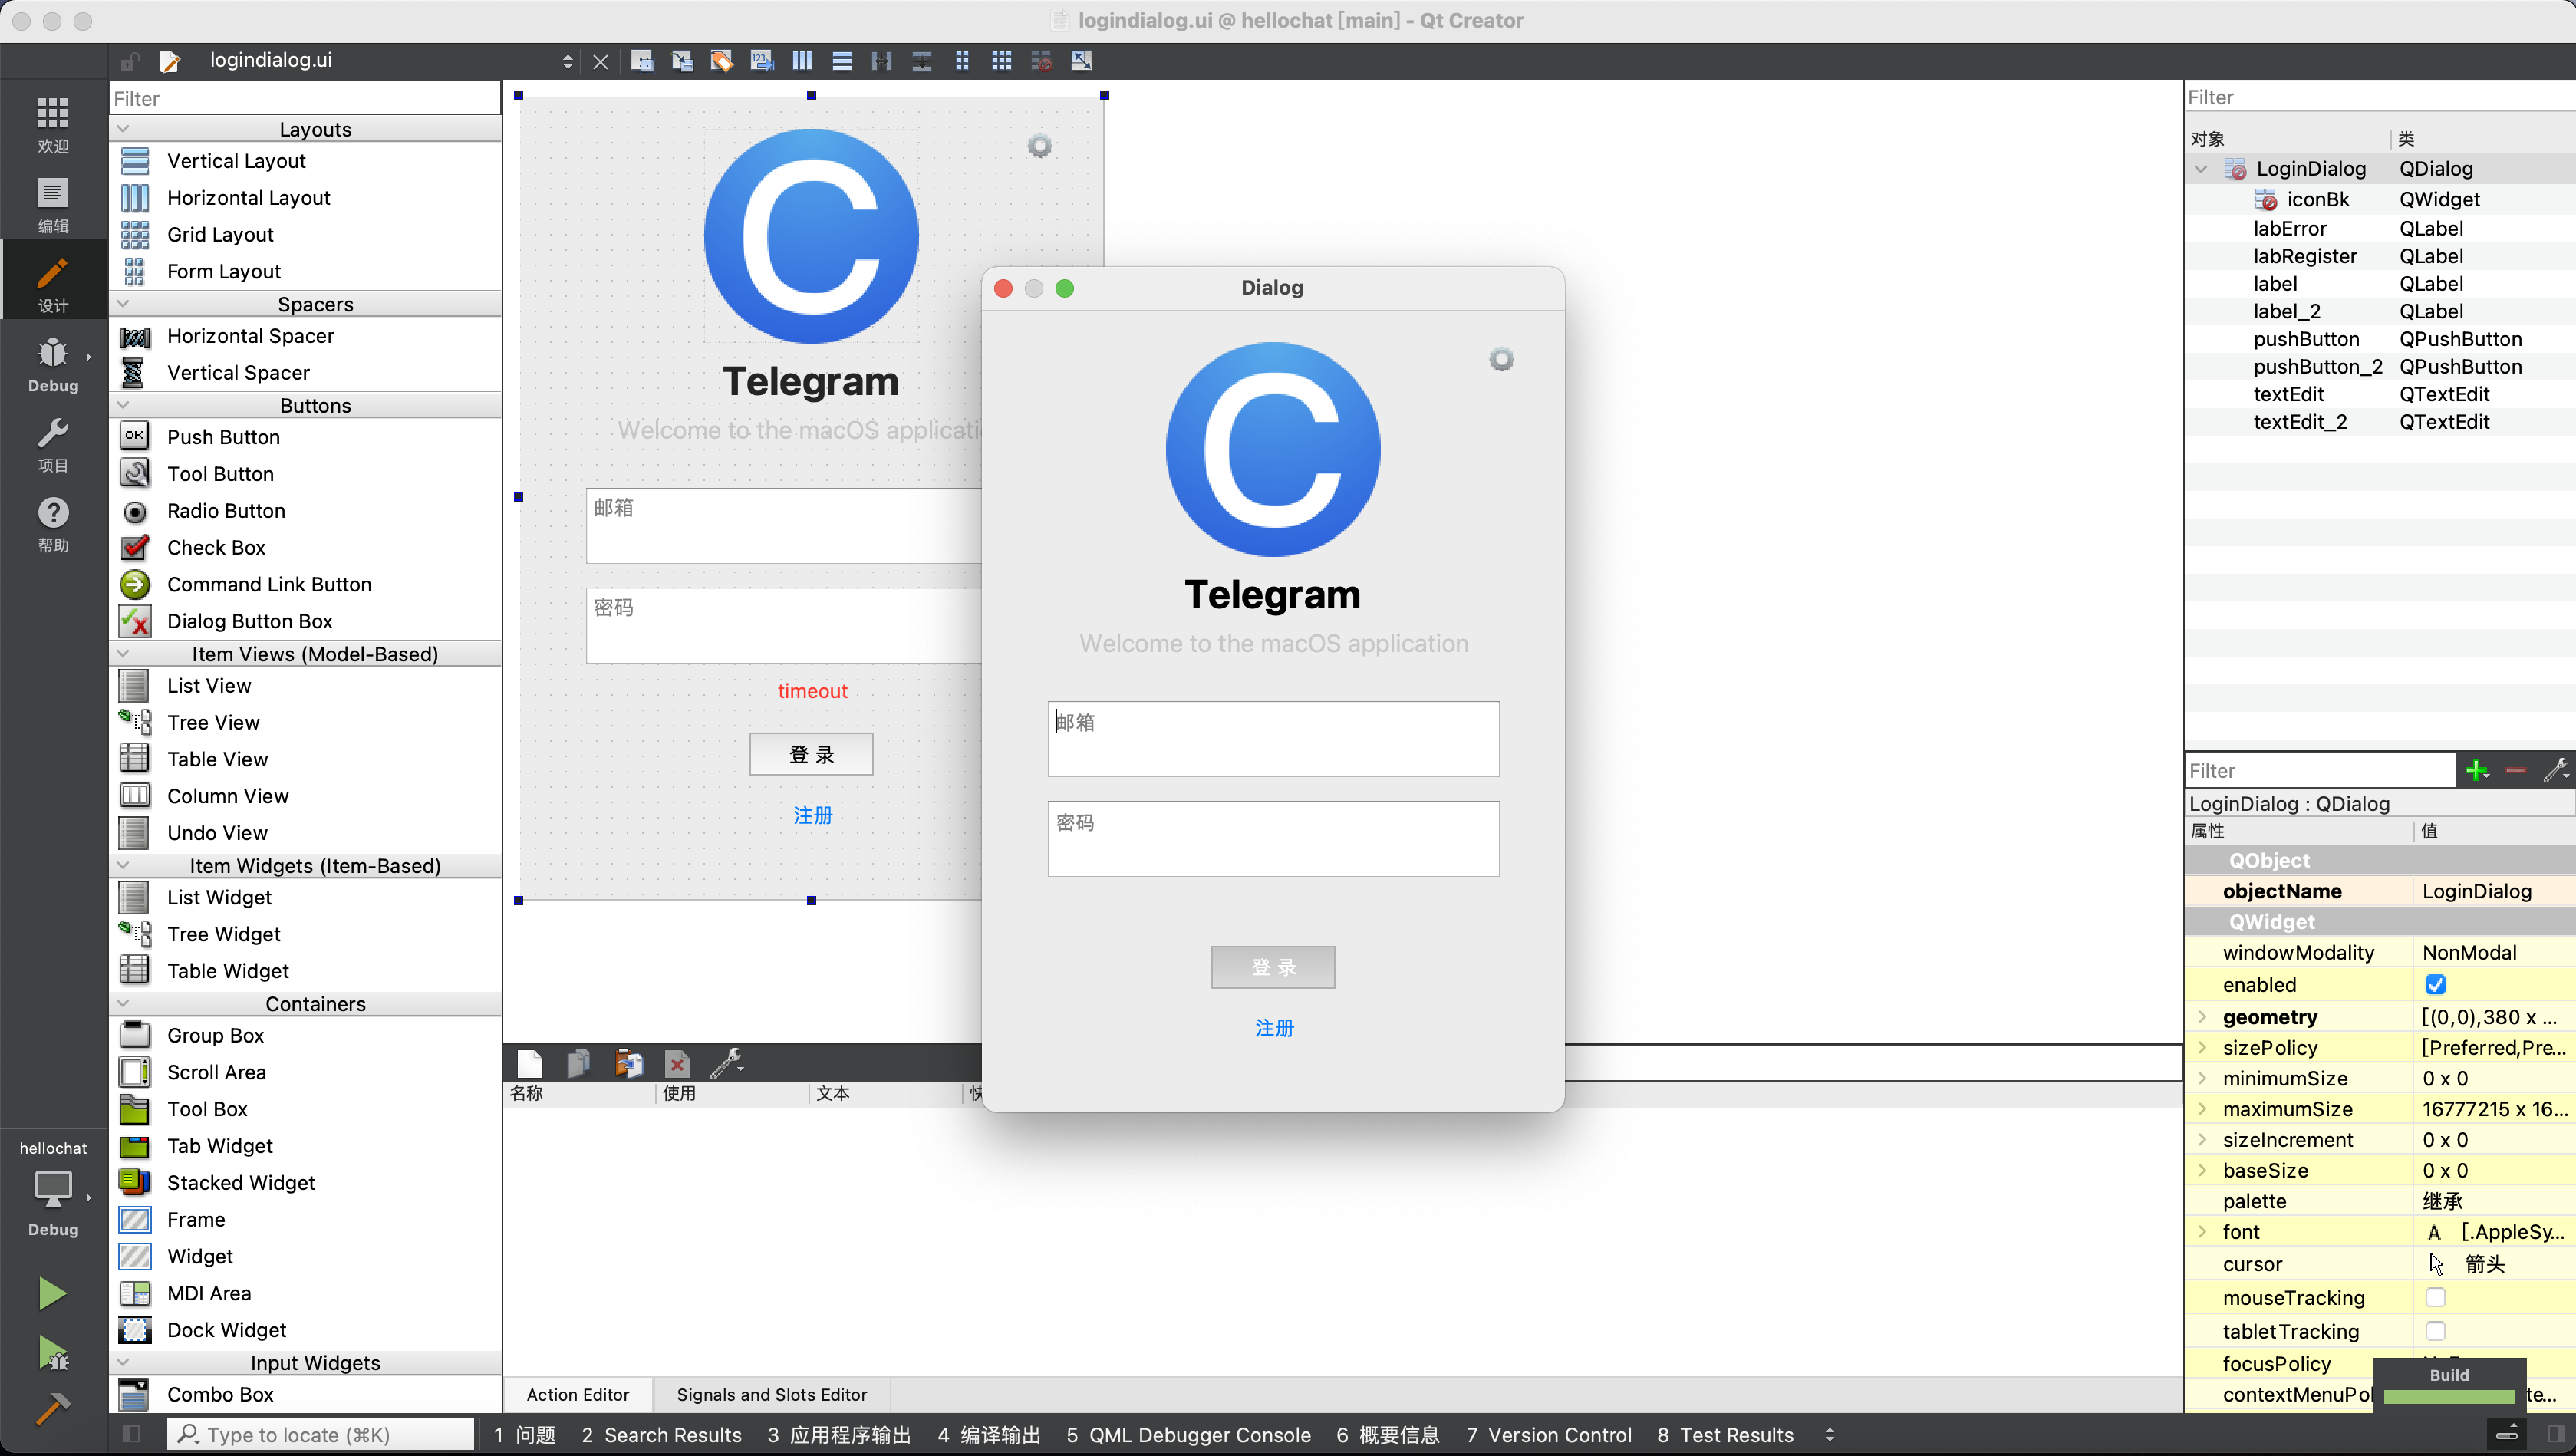 logindialog.ui @ hellochat [main] - Qt Creator
logindialog.ui
欢迎
编辑
设计
Debug
项目
帮助
hellochat
Debug
Filter
Layouts
Vertical Layout
Horizontal Layout
Grid Layout
Form Layout
Spacers
Horizontal Spacer
Vertical Spacer
Buttons
OK Push Button
Tool Button
Radio Button
Check Box
Command Link Button
Dialog Button Box
Item Views (Model-Based)
List View
Tree View
Table View
Column View
Undo View
Item Widgets (Item-Based)
List Widget
Tree Widget
Table Widget
Containers
Group Box
Scroll Area
Tool Box
Tab Widget
Stacked Widget
Frame
Widget
MDI Area
Dock Widget
Input Widgets
Combo Box
C
Telegram
Welcome to the macOS applicati
邮箱
密码
timeout
登 录
注册
Dialog
C
Telegram
Welcome to the macOS application
邮箱
密码
登 录
注册
名称 使用 文本
Action Editor Signals and Slots Editor
Filter
对象 类
LoginDialog QDialog
iconBk QWidget
labError QLabel
labRegister QLabel
label QLabel
label_2 QLabel
pushButton QPushButton
pushButton_2 QPushButton
textEdit QTextEdit
textEdit_2 QTextEdit
Filter
LoginDialog : QDialog
属性 值
QObject
objectName LoginDialog
QWidget
windowModality NonModal
enabled
geometry [(0,0),380 x ...
sizePolicy [Preferred,Pre...
minimumSize 0 x 0
maximumSize 16777215 x 16...
sizeIncrement 0 x 0
baseSize 0 x 0
palette 继承
font A [.AppleSy...
cursor 箭头
mouseTracking
tabletTracking
focusPolicy
contextMenuPol te...
Build
Type to locate (⌘K) 1 问题 2 Search Results 3 应用程序输出 4 编译输出 5 QML Debugger Console 6 概要信息 7 Version Control 8 Test Results